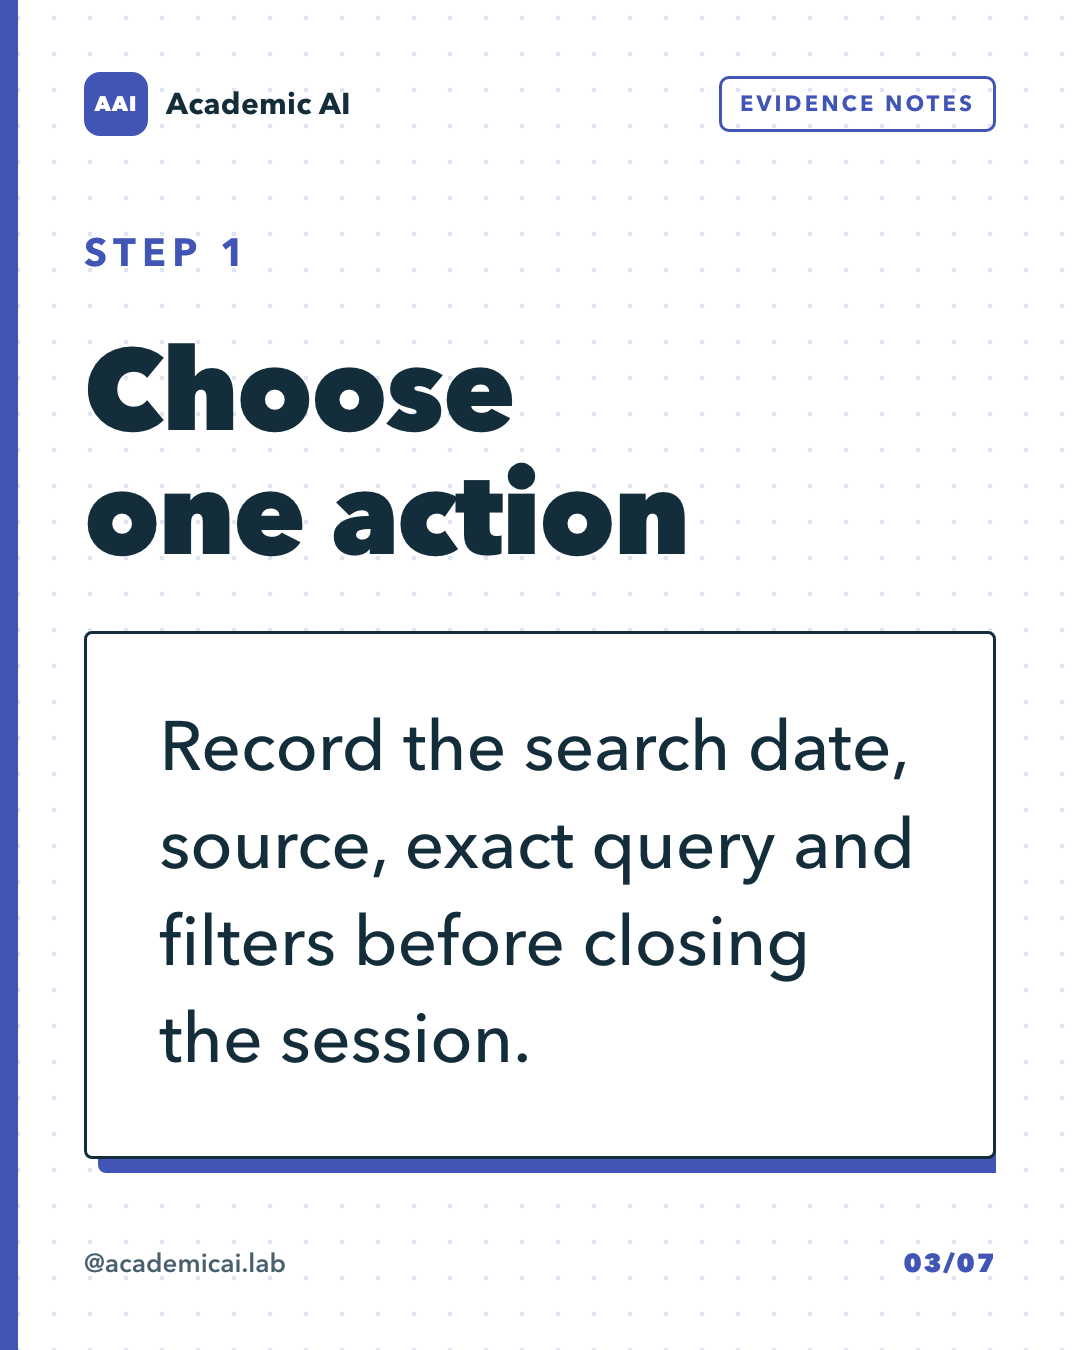 AAI
Academic AI
EVIDENCE NOTES
STEP 1
Choose
one action
Record the search date,
source, exact query and
filters before closing
the session.
@academicai.lab
03/07